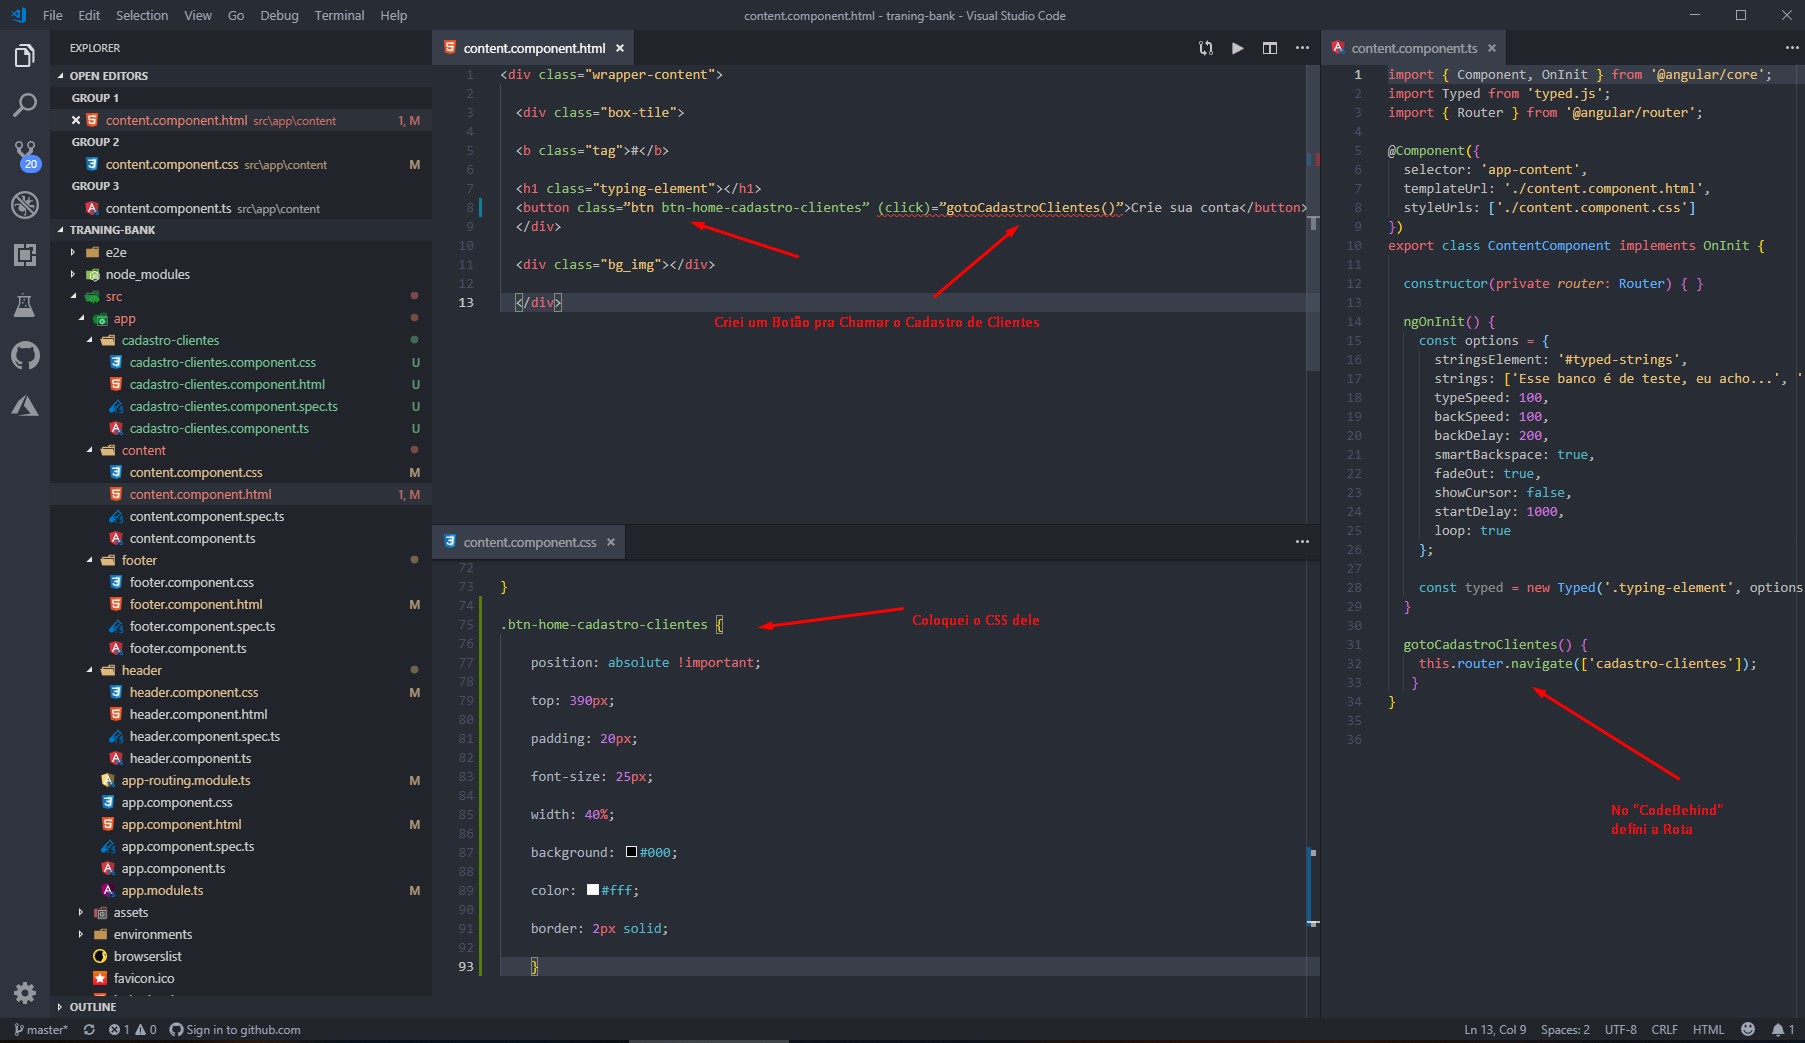 File Edit Selection View Go Debug Terminal Help
content.component.html - traning-bank - Visual Studio Code
EXPLORER
OPEN EDITORS
GROUP 1
content.component.html src\app\content 1, M
GROUP 2
content.component.css src\app\content M
GROUP 3
content.component.ts src\app\content
TRANING-BANK
e2e
node_modules
src
app
cadastro-clientes
cadastro-clientes.component.css U
cadastro-clientes.component.html U
cadastro-clientes.component.spec.ts U
cadastro-clientes.component.ts U
content
content.component.css M
content.component.html 1, M
content.component.spec.ts
content.component.ts
footer
footer.component.css
footer.component.html M
footer.component.spec.ts
footer.component.ts
header
header.component.css M
header.component.html
header.component.spec.ts
header.component.ts
app-routing.module.ts M
app.component.css
app.component.html M
app.component.spec.ts
app.component.ts
app.module.ts M
assets
environments
browserslist
favicon.ico
OUTLINE
20
content.component.html
1 <div class="wrapper-content">
2
3 <div class="box-tile">
4
5 <b class="tag">#</b>
6
7 <h1 class="typing-element"></h1>
8 <button class=”btn btn-home-cadastro-clientes” (click)=”gotoCadastroClientes()”>Crie sua conta</button>
9 </div>
10
11 <div class="bg_img"></div>
12
13 </div>
Criei um Botão pra Chamar o Cadastro de Clientes
content.component.css
72
73 }
74
75 .btn-home-cadastro-clientes {
76
77 position: absolute !important;
78
79 top: 390px;
80
81 padding: 20px;
82
83 font-size: 25px;
84
85 width: 40%;
86
87 background: #000;
88
89 color: #fff;
90
91 border: 2px solid;
92
93 }
Coloquei o CSS dele
content.component.ts
1 import { Component, OnInit } from '@angular/core';
2 import Typed from 'typed.js';
3 import { Router } from '@angular/router';
4
5 @Component({
6 selector: 'app-content',
7 templateUrl: './content.component.html',
8 styleUrls: ['./content.component.css']
9 })
10 export class ContentComponent implements OnInit {
11
12 constructor(private router: Router) { }
13
14 ngOnInit() {
15 const options = {
16 stringsElement: '#typed-strings',
17 strings: ['Esse banco é de teste, eu acho...', '
18 typeSpeed: 100,
19 backSpeed: 100,
20 backDelay: 200,
21 smartBackspace: true,
22 fadeOut: true,
23 showCursor: false,
24 startDelay: 1000,
25 loop: true
26 };
27
28 const typed = new Typed('.typing-element', options
29 }
30
31 gotoCadastroClientes() {
32 this.router.navigate(['cadastro-clientes']);
33 }
34 }
35
36
No "CodeBehind"
defini a Rota
master* 1 0 Sign in to github.com
Ln 13, Col 9 Spaces: 2 UTF-8 CRLF HTML 1